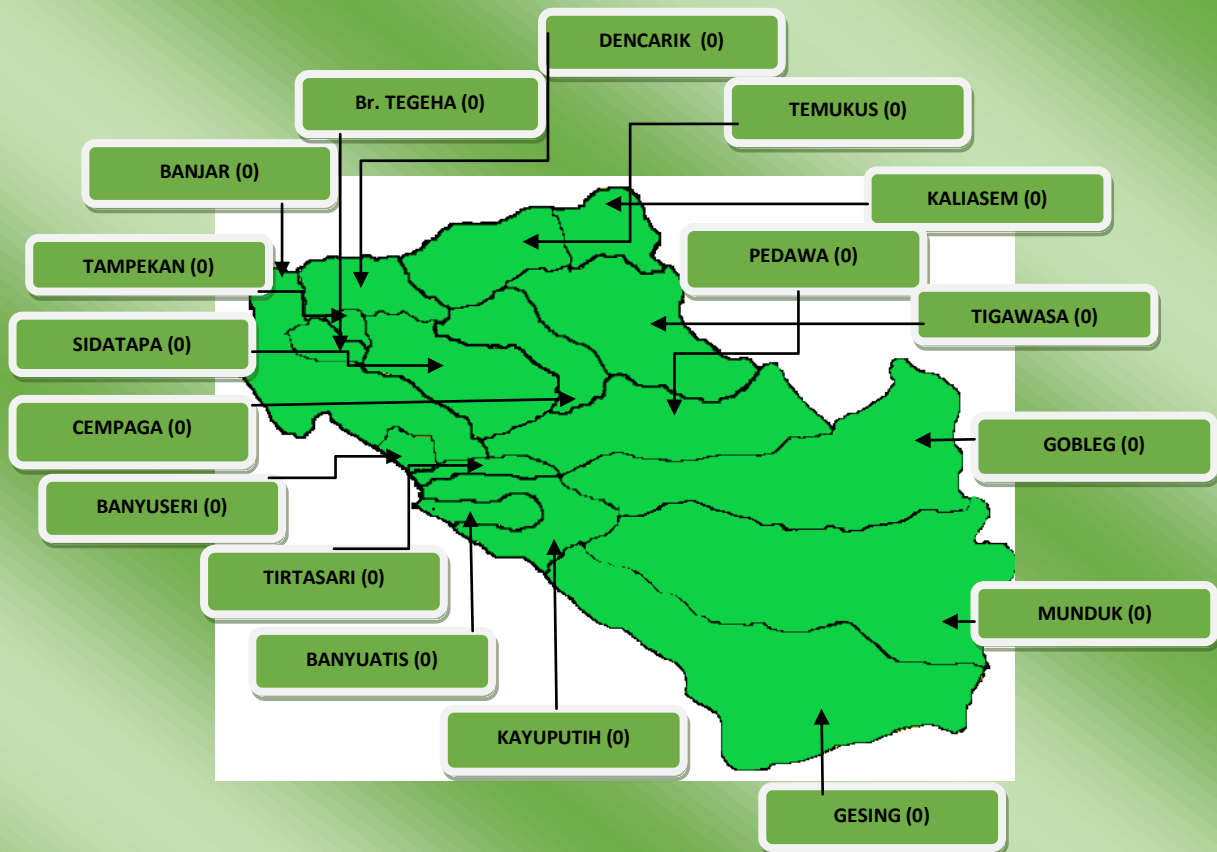 DENCARIK (0)
Br. TEGEHA (0)
TEMUKUS (0)
BANJAR (0)
KALIASEM (0)
TAMPEKAN (0)
PEDAWA (0)
SIDATAPA (0)
TIGAWASA (0)
CEMPAGA (0)
GOBLEG (0)
BANYUSERI (0)
TIRTASARI (0)
MUNDUK (0)
BANYUATIS (0)
KAYUPUTIH (0)
GESING (0)